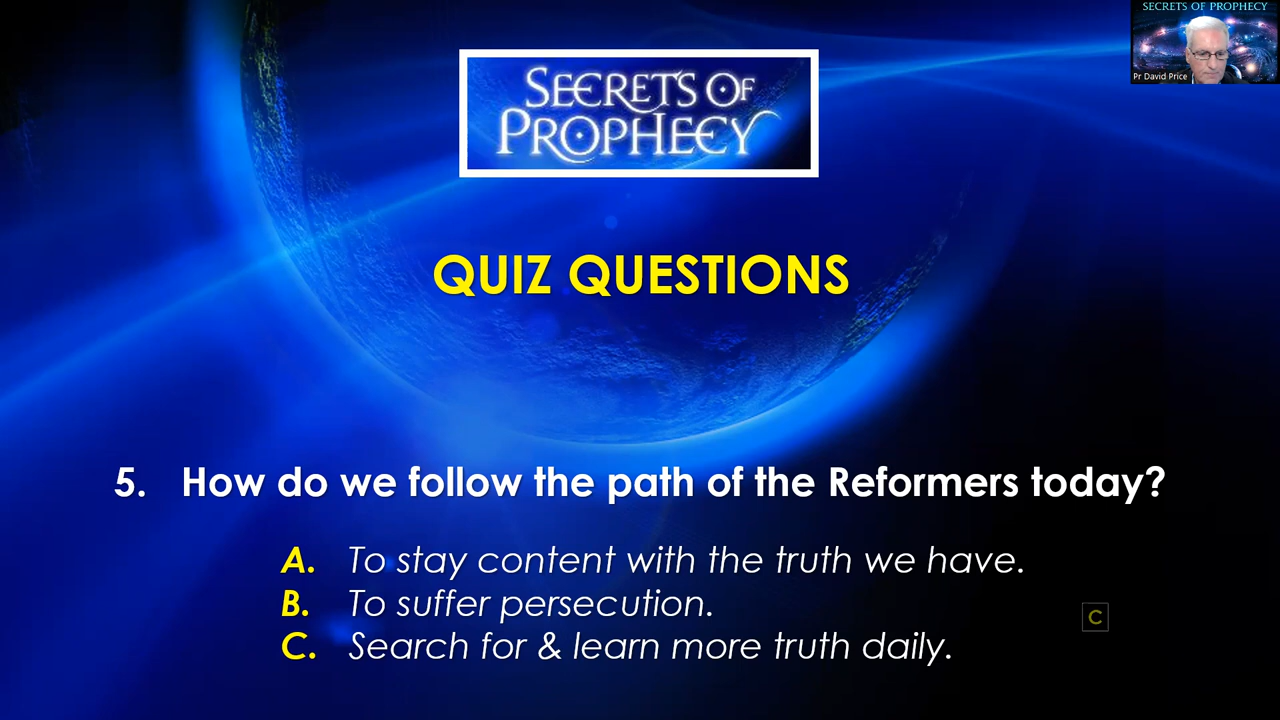 SECRETS OF PROPHECY
Pr David Price
SECRETS OF
PROPHECY
QUIZ QUESTIONS
5. How do we follow the path of the Reformers today?
A. To stay content with the truth we have.
B. To suffer persecution.
C
C. Search for & learn more truth daily.